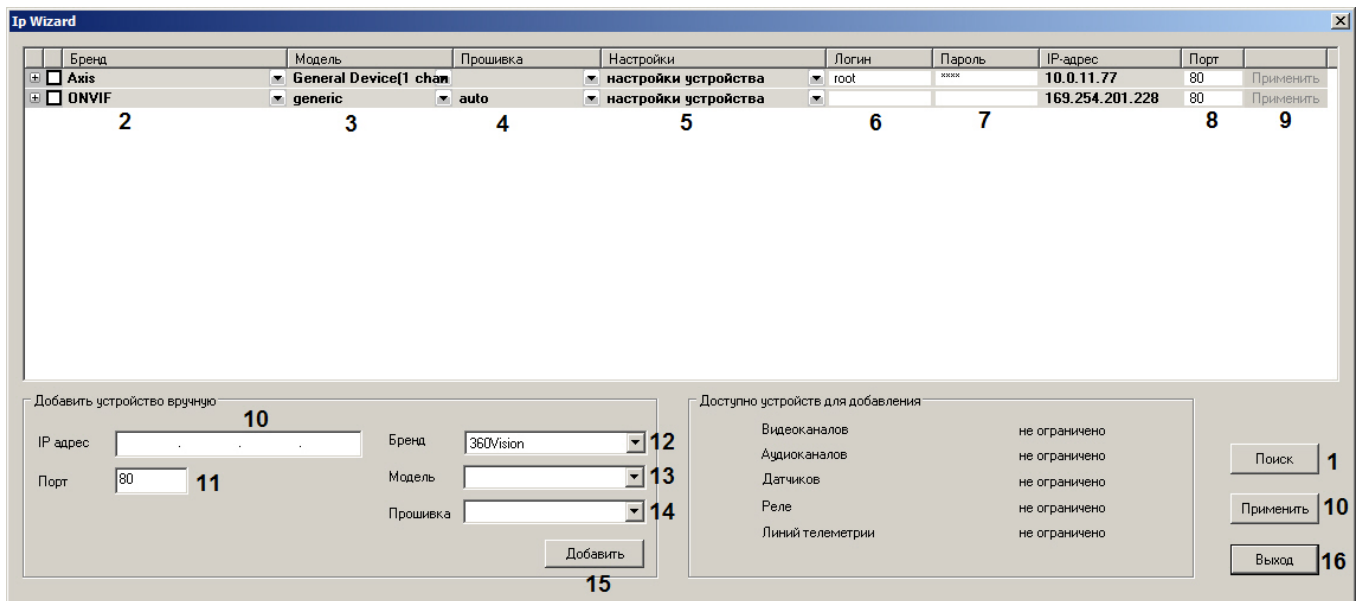 Ip Wizard
Бренд Модель Прошивка Настройки Логин Пароль IP-адрес Порт
Axis General Device(1 chan настройки устройства root **** 10.0.11.77 80 Применить
ONVIF generic auto настройки устройства 169.254.201.228 80 Применить
2 3 4 5 6 7 8 9
Добавить устройство вручную
10
IP адрес . . .
Порт 80 11
Бренд 360Vision 12
Модель 13
Прошивка 14
Добавить
15
Доступно устройств для добавления
Видеоканалов не ограничено
Аудиоканалов не ограничено
Датчиков не ограничено
Реле не ограничено
Линий телеметрии не ограничено
Поиск 1
Применить 10
Выход 16